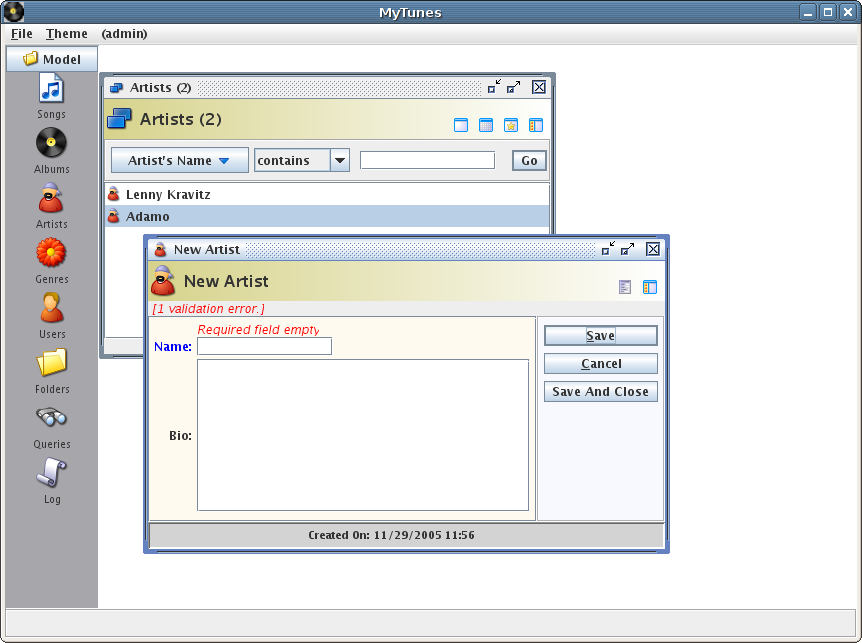 MyTunes
File Theme (admin)
Model
Songs
Albums
Artists
Genres
Users
Folders
Queries
Log
Artists (2)
Artists (2)
Artist's Name contains Go
Lenny Kravitz
Adamo
New Artist
New Artist
[1 validation error.]
Required field empty
Name:
Bio:
Save
Cancel
Save And Close
Created On: 11/29/2005 11:56